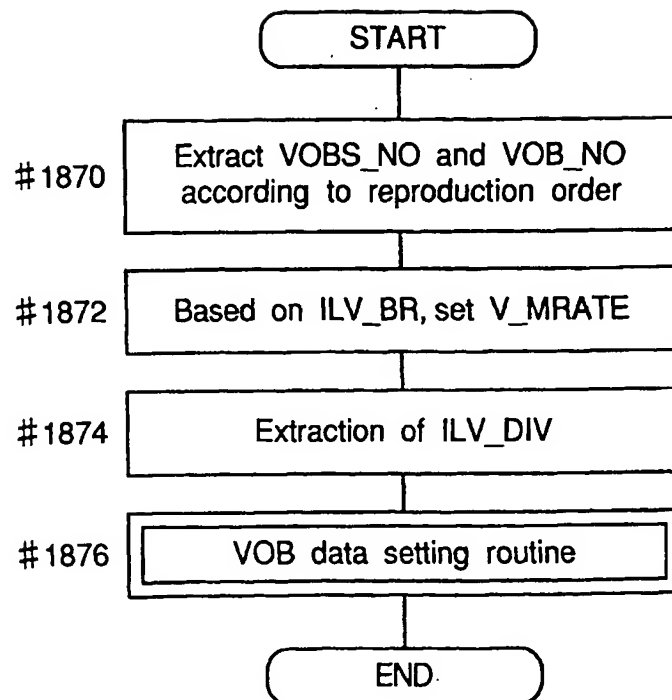 START
#1870
Extract VOBS_NO and VOB_NO
according to reproduction order
#1872
Based on ILV_BR, set V_MRATE
#1874
Extraction of ILV_DIV
#1876
VOB data setting routine
END